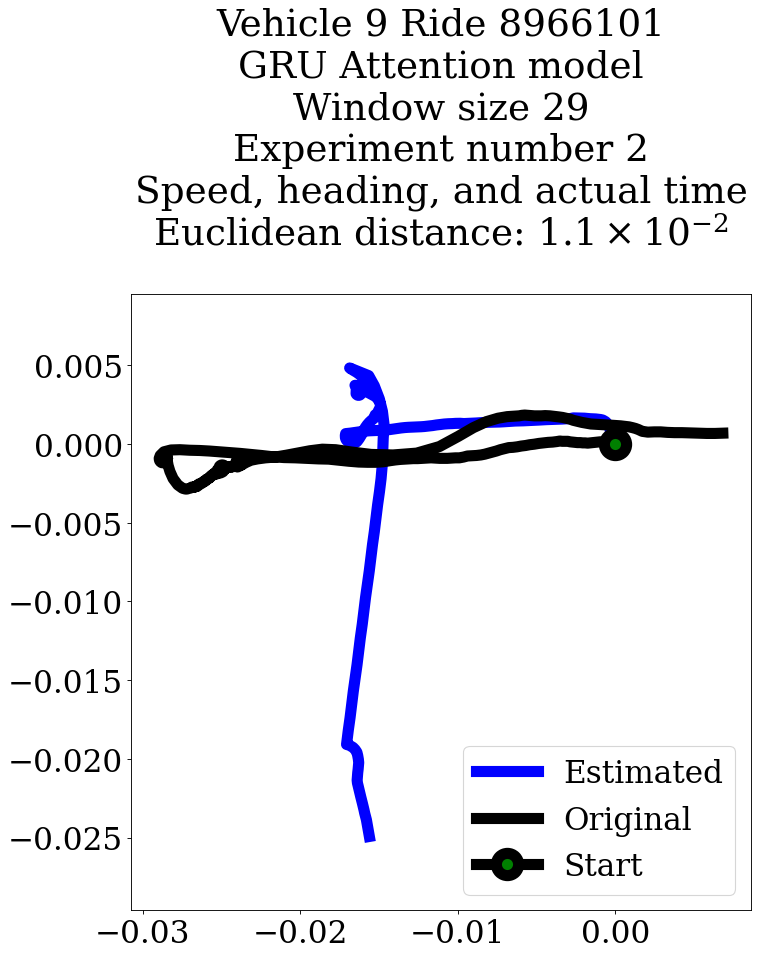 Vehicle 9 Ride 8966101
GRU Attention model
Window size 29
Experiment number 2
Speed, heading, and actual time
Euclidean distance: 1.1 × 10⁻²
0.005
0.000
−0.005
−0.010
−0.015
−0.020
−0.025
Estimated
Original
Start
−0.03 −0.02 −0.01 0.00